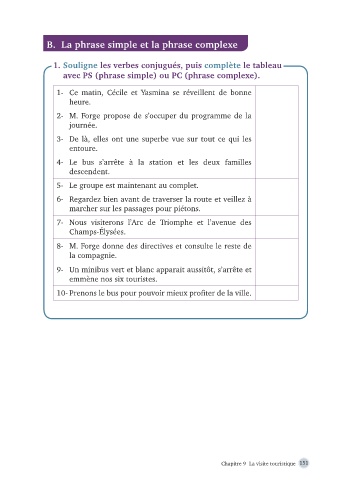 B. La phrase simple et la phrase complexe
1. Souligne les verbes conjugués, puis complète le tableau
avec PS (phrase simple) ou PC (phrase complexe).
1- Ce matin, Cécile et Yasmina se réveillent de bonne
heure.
2- M. Forge propose de s'occuper du programme de la
journée.
3- De là, elles ont une superbe vue sur tout ce qui les
entoure.
4- Le bus s'arrête à la station et les deux familles
descendent.
5- Le groupe est maintenant au complet.
6- Regardez bien avant de traverser la route et veillez à
marcher sur les passages pour piétons.
7- Nous visiterons l'Arc de Triomphe et l'avenue des
Champs-Élysées.
8- M. Forge donne des directives et consulte le reste de
la compagnie.
9- Un minibus vert et blanc apparaît aussitôt, s'arrête et
emmène nos six touristes.
10- Prenons le bus pour pouvoir mieux profiter de la ville.
Chapitre 9 La visite touristique 151